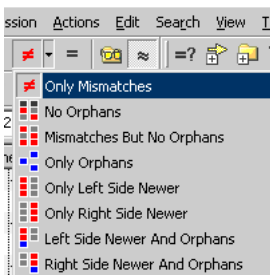 ssion Actions Edit Search View T
≠ = ≈ =?
Only Mismatches
No Orphans
Mismatches But No Orphans
Only Orphans
Only Left Side Newer
Only Right Side Newer
Left Side Newer And Orphans
Right Side Newer And Orphans